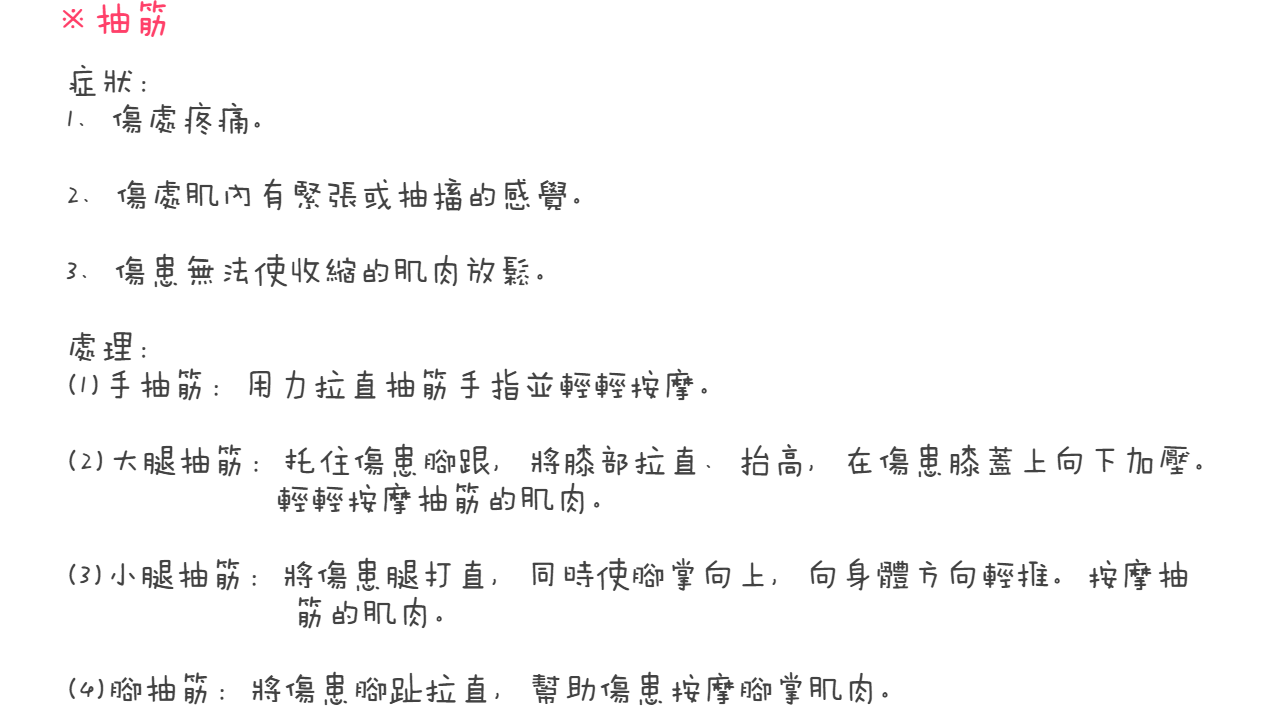 ※ 抽筋
症狀：
1、 傷處疼痛。
2、 傷處肌內有緊張或抽搐的感覺。
3、 傷患無法使收縮的肌肉放鬆。
處理：
(1)手抽筋： 用力拉直抽筋手指並輕輕按摩。
(2)大腿抽筋： 托住傷患腳跟， 將膝部拉直、 抬高， 在傷患膝蓋上向下加壓。
輕輕按摩抽筋的肌肉。
(3)小腿抽筋： 將傷患腿打直， 同時使腳掌向上， 向身體方向輕推。 按摩抽
筋的肌肉。
(4)腳抽筋： 將傷患腳趾拉直， 幫助傷患按摩腳掌肌肉。